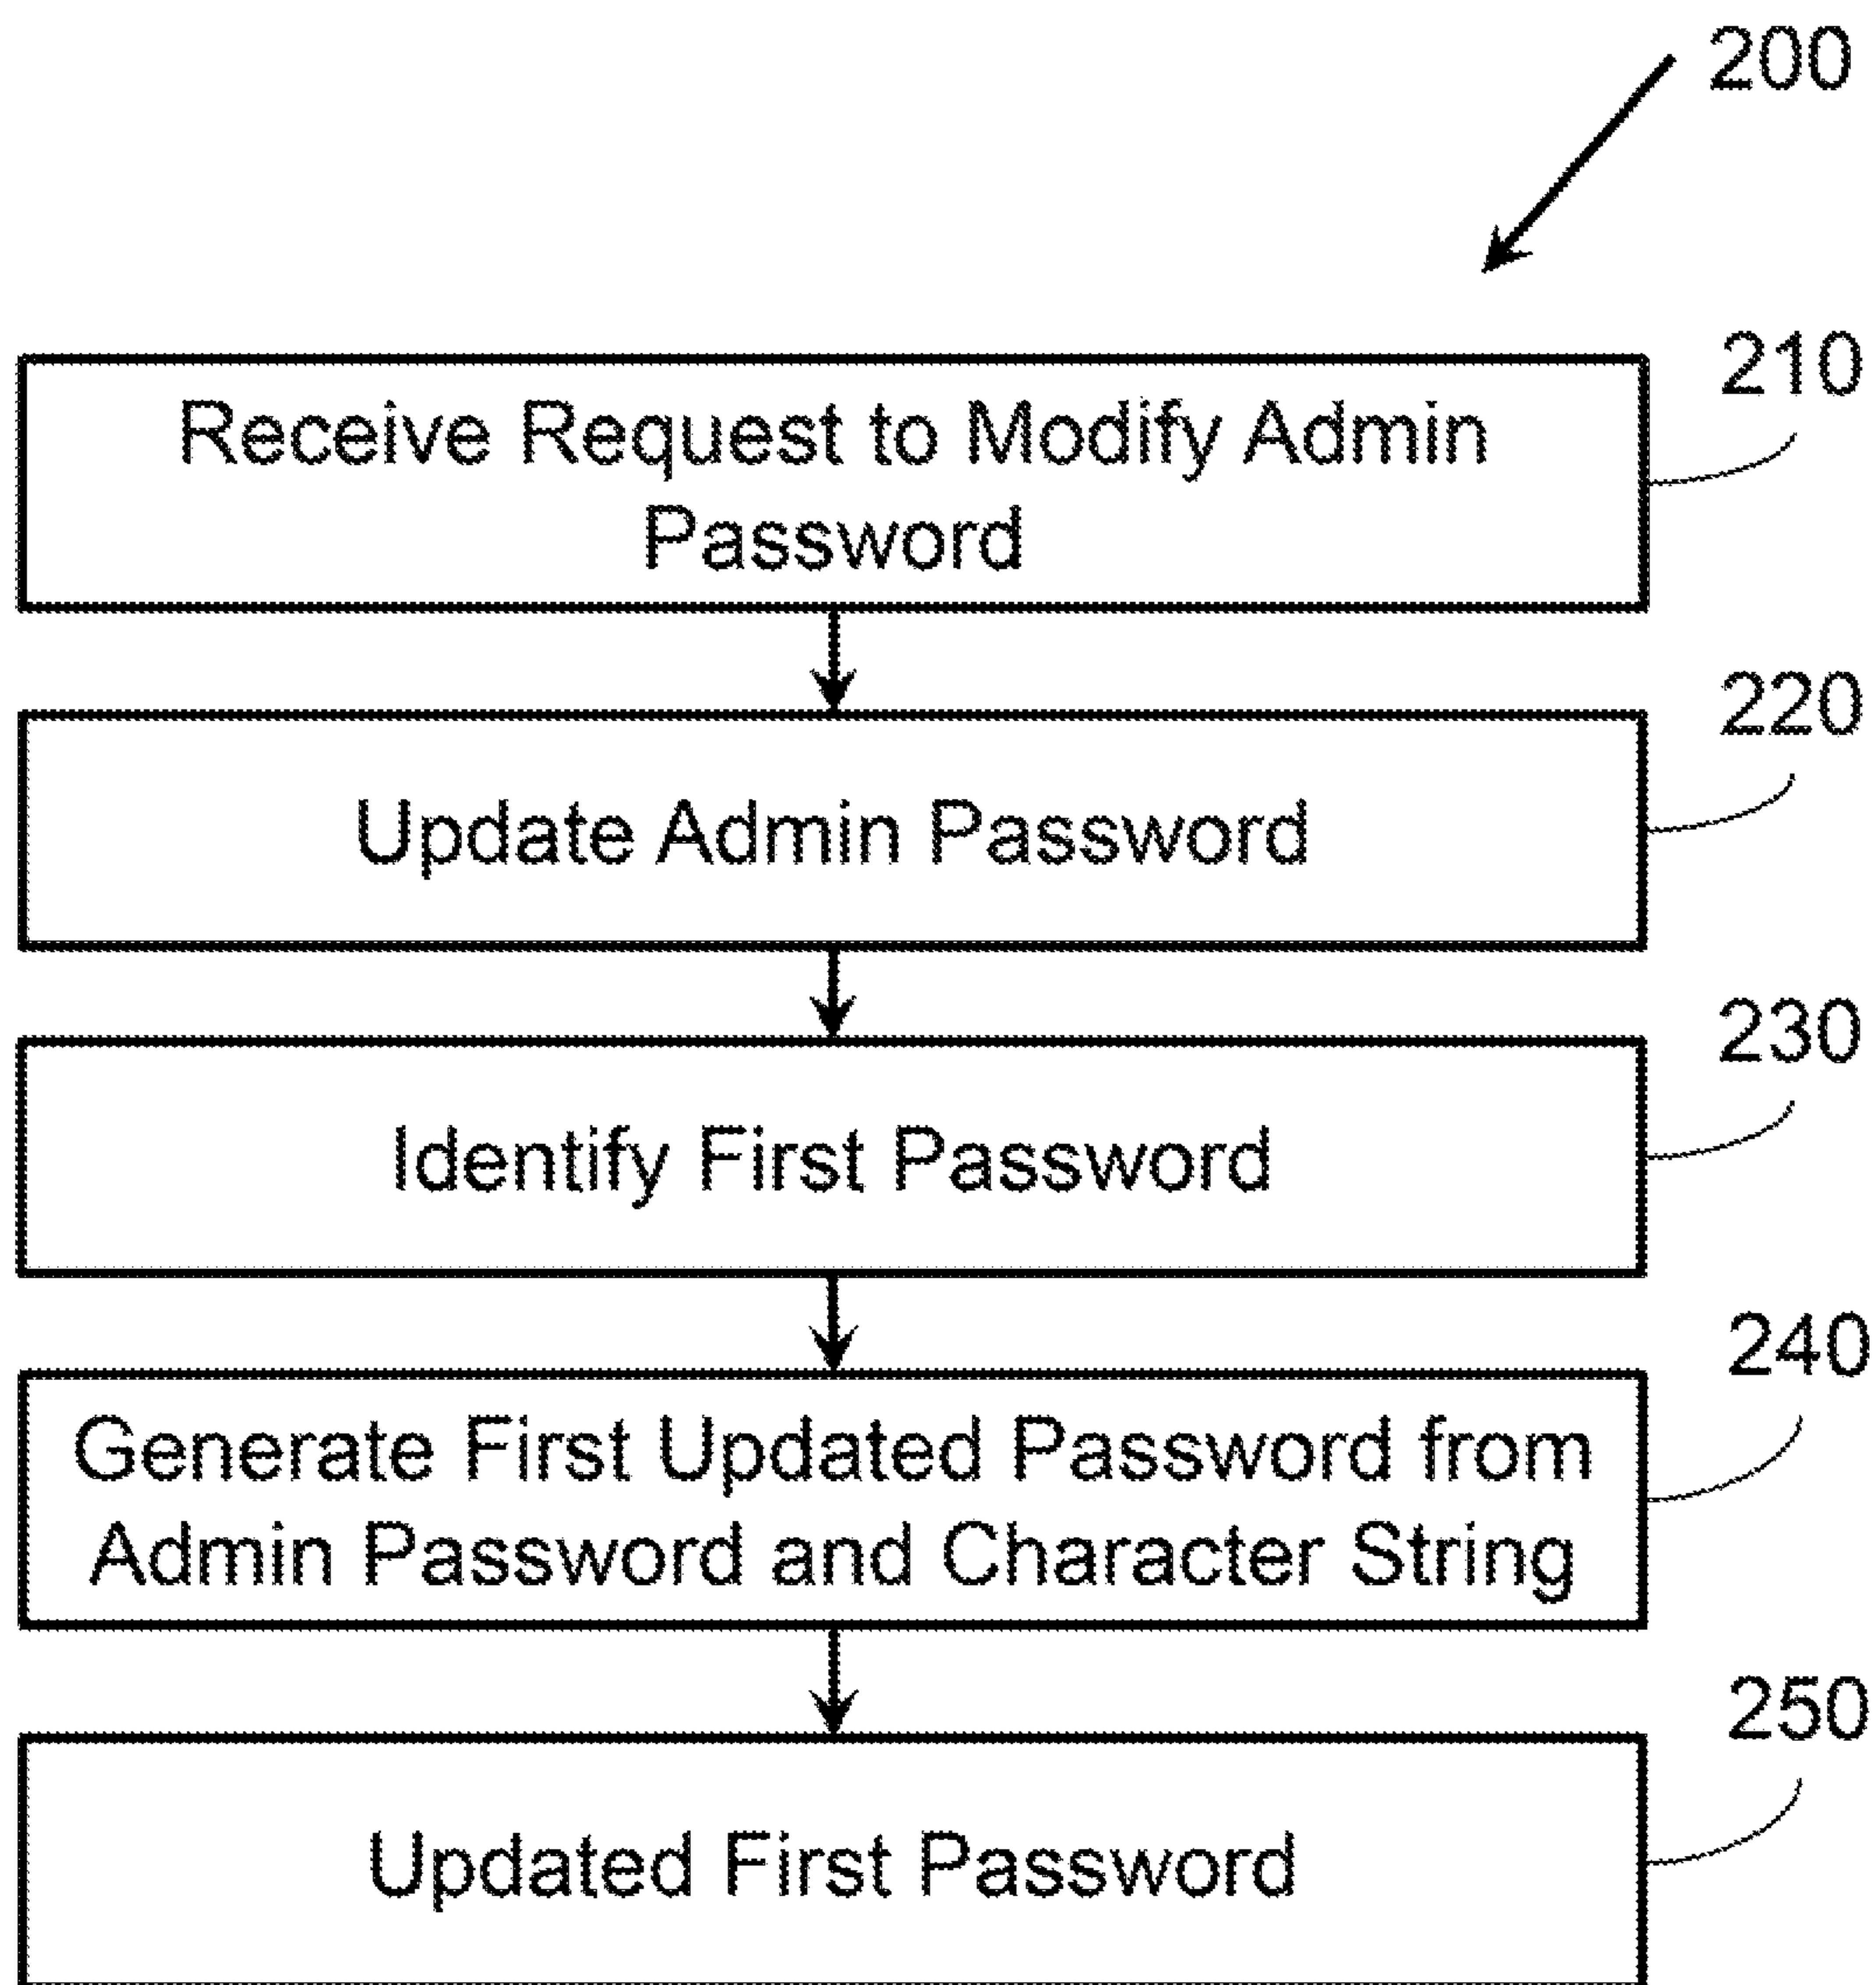 200
210
Receive Request to Modify Admin
Password
220
Update Admin Password
230
Identify First Password
240
Generate First Updated Password from
Admin Password and Character String
250
Updated First Password